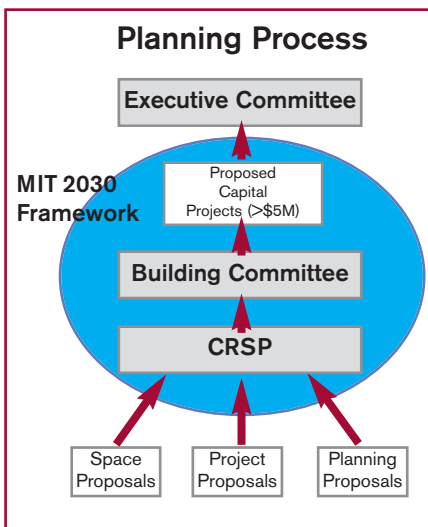 Planning Process
Executive Committee
MIT 2030
Framework
Proposed
Capital
Projects (>$5M)
Building Committee
CRSP
Space
Proposals
Project
Proposals
Planning
Proposals